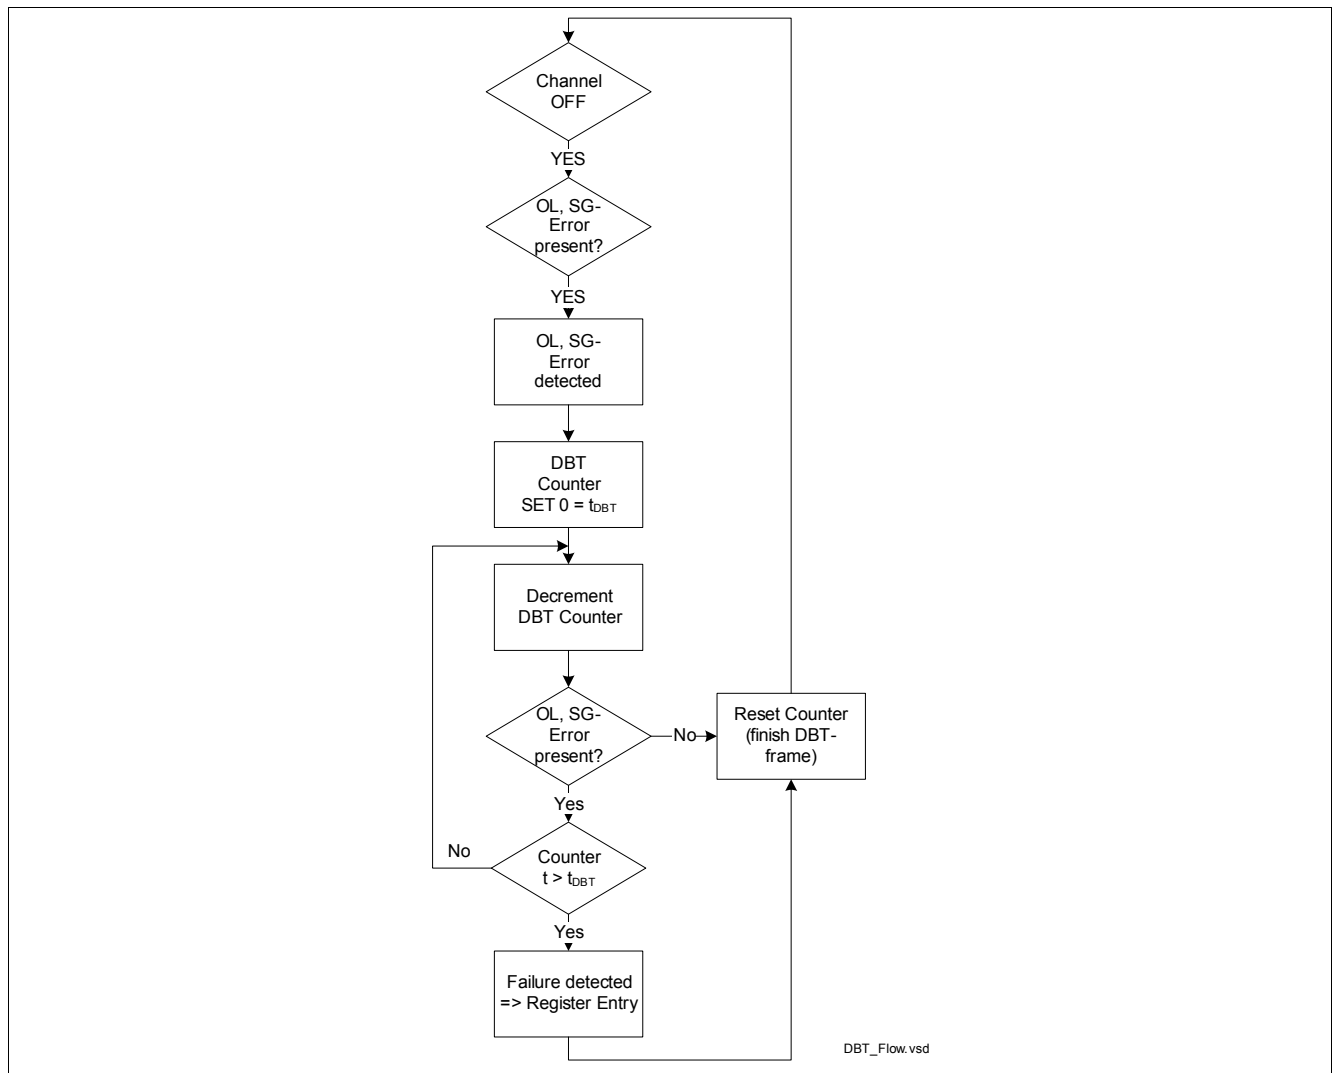 Channel
OFF
YES
OL, SG-
Error
present?
YES
OL, SG-
Error
detected
DBT
Counter
SET 0 = tDBT
Decrement
DBT Counter
OL, SG-
Error
present?
No
Reset Counter
(finish DBT-
frame)
Yes
No
Counter
t > tDBT
Yes
Failure detected
=> Register Entry
DBT_Flow.vsd